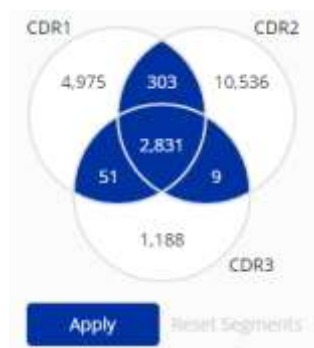 CDR1 CDR2
4,975 303 10,536
2,831
51 9
1,188
CDR3
Apply Reset Segments